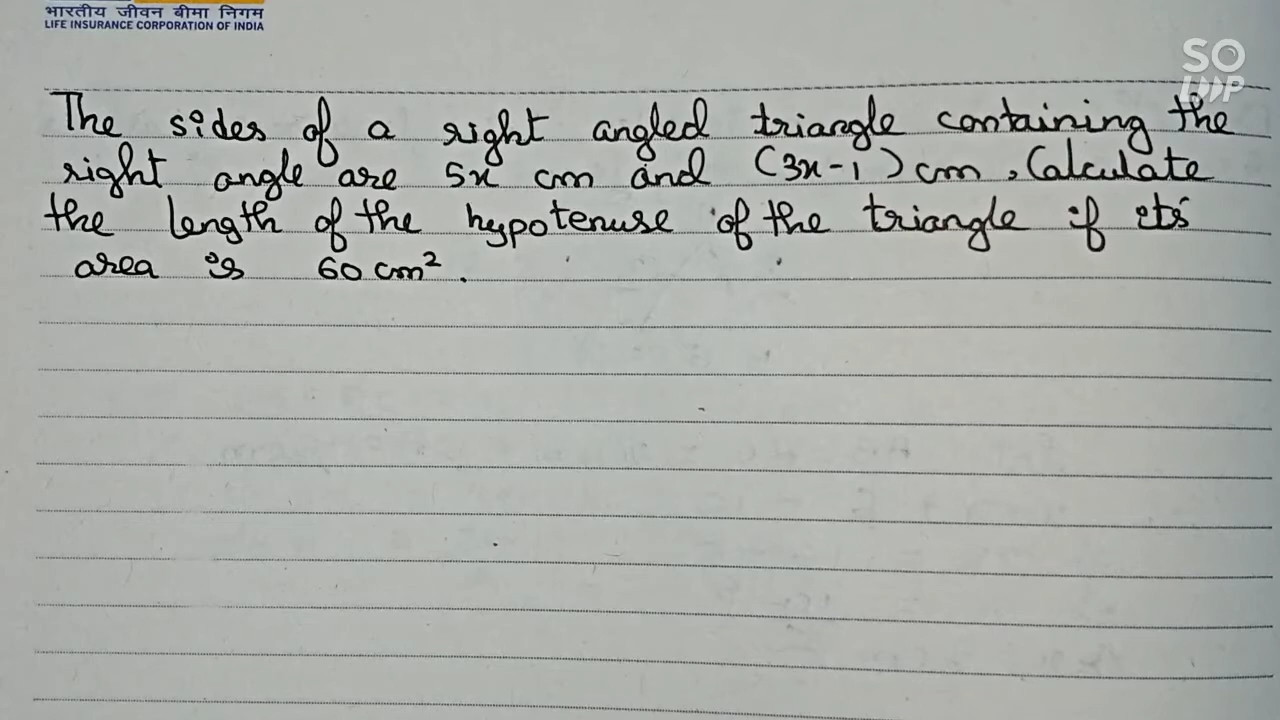 भारतीय जीवन बीमा निगम
LIFE INSURANCE CORPORATION OF INDIA
SO
LOOP
The sides of a right angled triangle containing the
right angle are 5x cm and (3x-1) cm, Calculate
the length of the hypotenuse of the triangle if its
area is 60 cm².